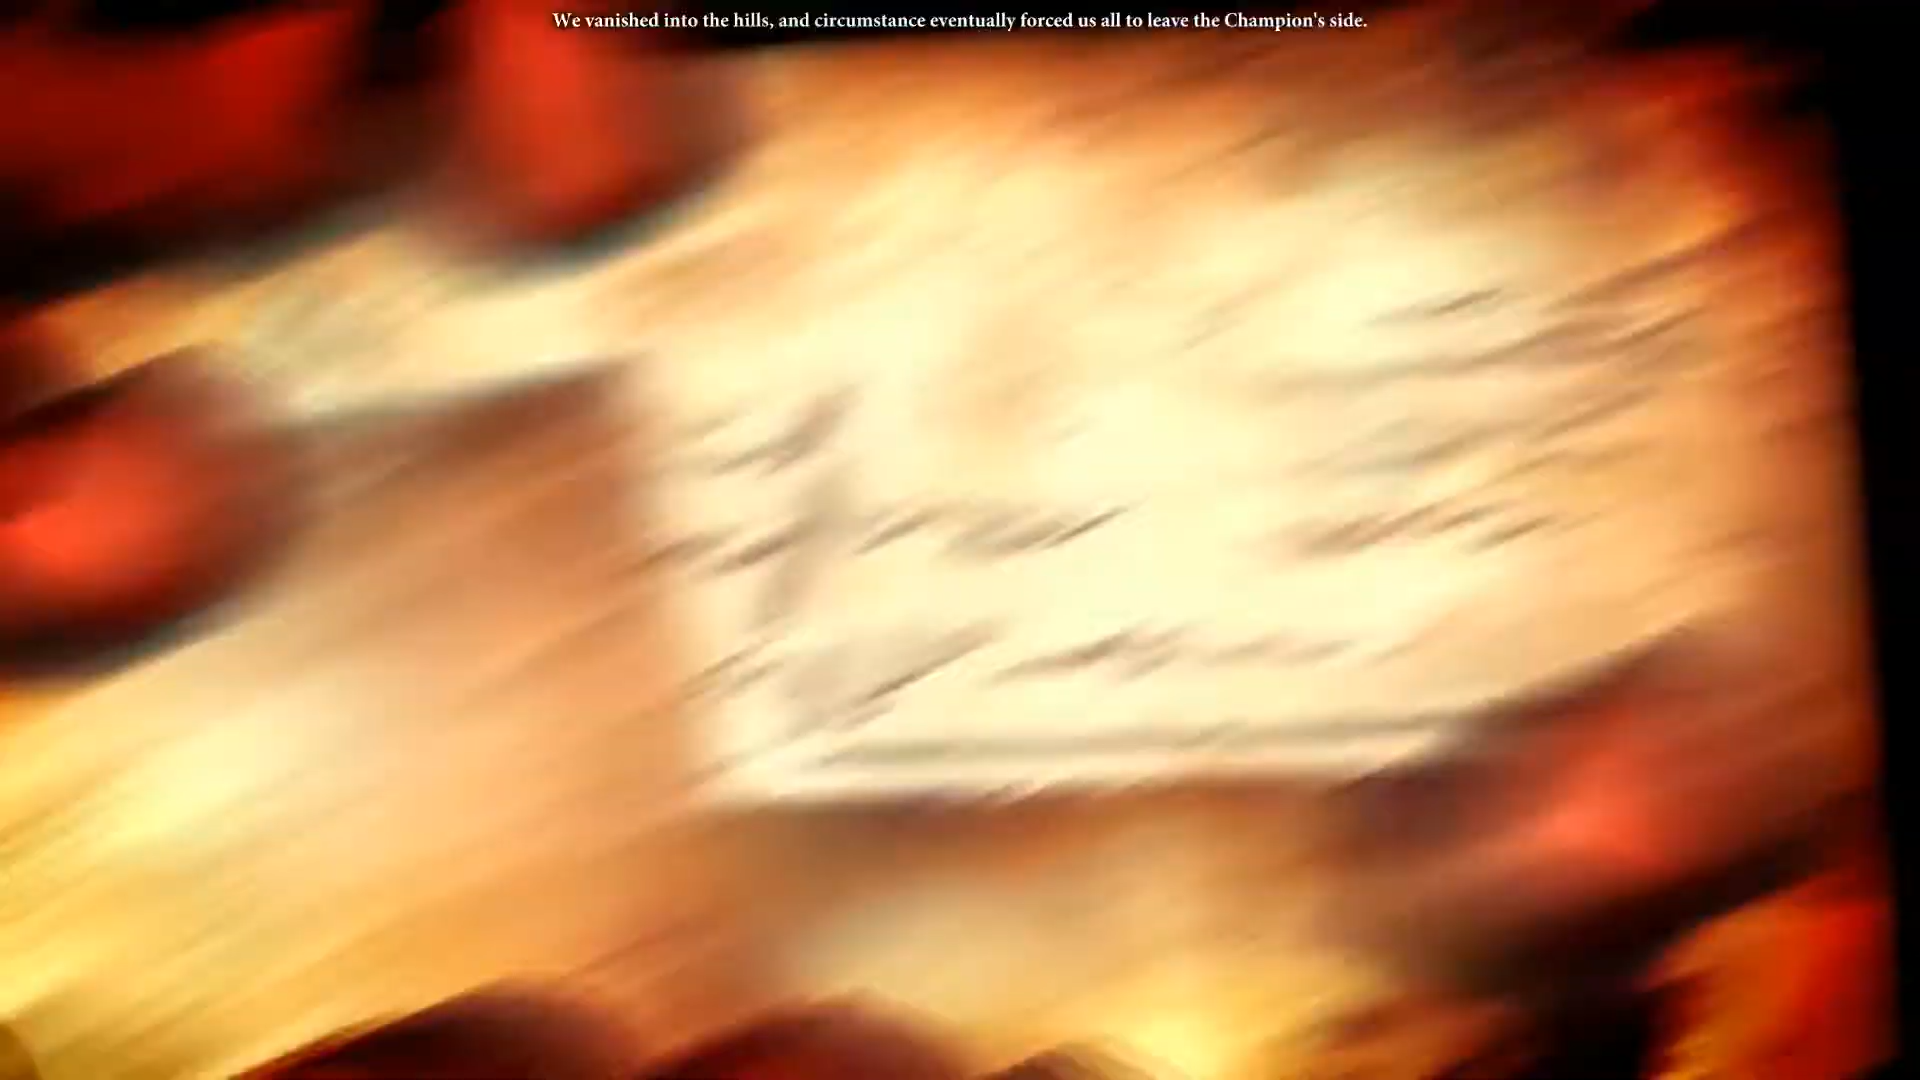 We vanished into the hills, and circumstance eventually forced us all to leave the Champion's side.